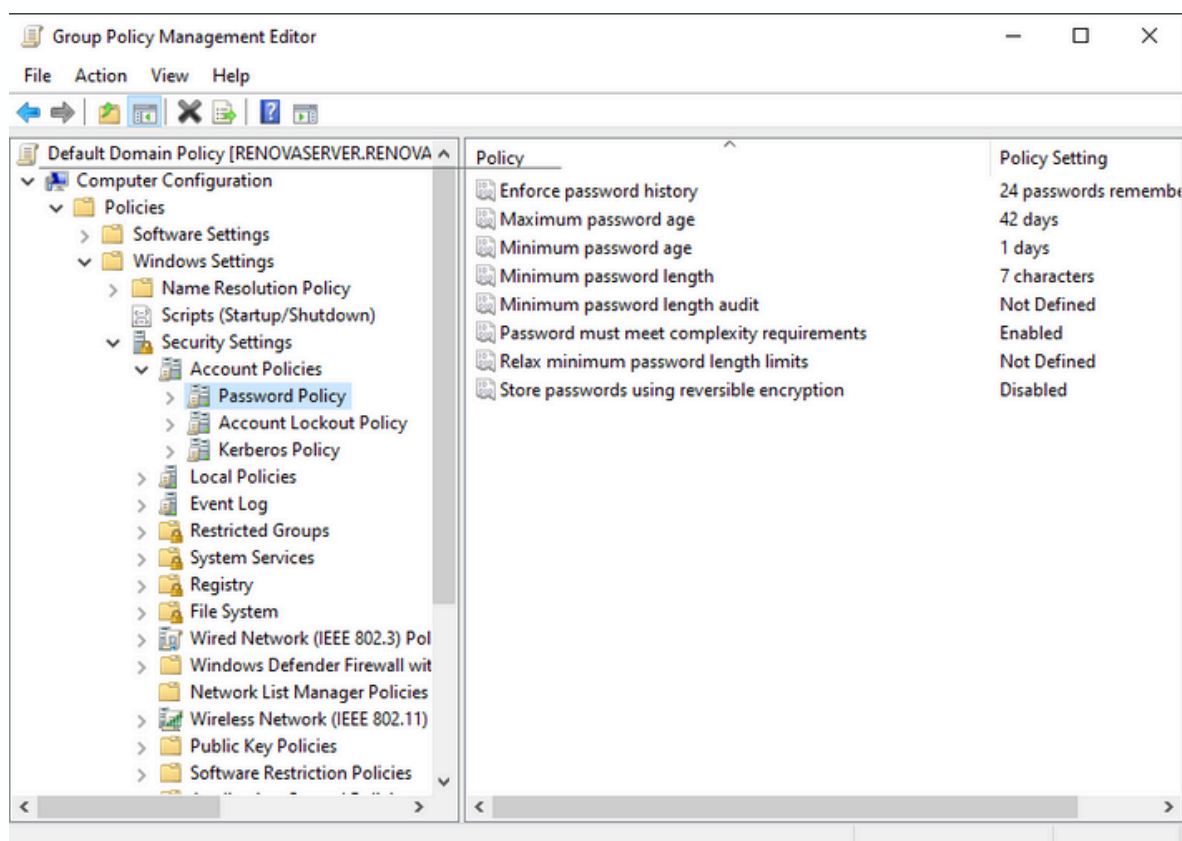 Group Policy Management Editor
File Action View Help
Default Domain Policy [RENOVASERVER.RENOVA
Computer Configuration
Policies
Software Settings
Windows Settings
Name Resolution Policy
Scripts (Startup/Shutdown)
Security Settings
Account Policies
Password Policy
Account Lockout Policy
Kerberos Policy
Local Policies
Event Log
Restricted Groups
System Services
Registry
File System
Wired Network (IEEE 802.3) Pol
Windows Defender Firewall wit
Network List Manager Policies
Wireless Network (IEEE 802.11)
Public Key Policies
Software Restriction Policies
Policy Policy Setting
Enforce password history 24 passwords remembe
Maximum password age 42 days
Minimum password age 1 days
Minimum password length 7 characters
Minimum password length audit Not Defined
Password must meet complexity requirements Enabled
Relax minimum password length limits Not Defined
Store passwords using reversible encryption Disabled